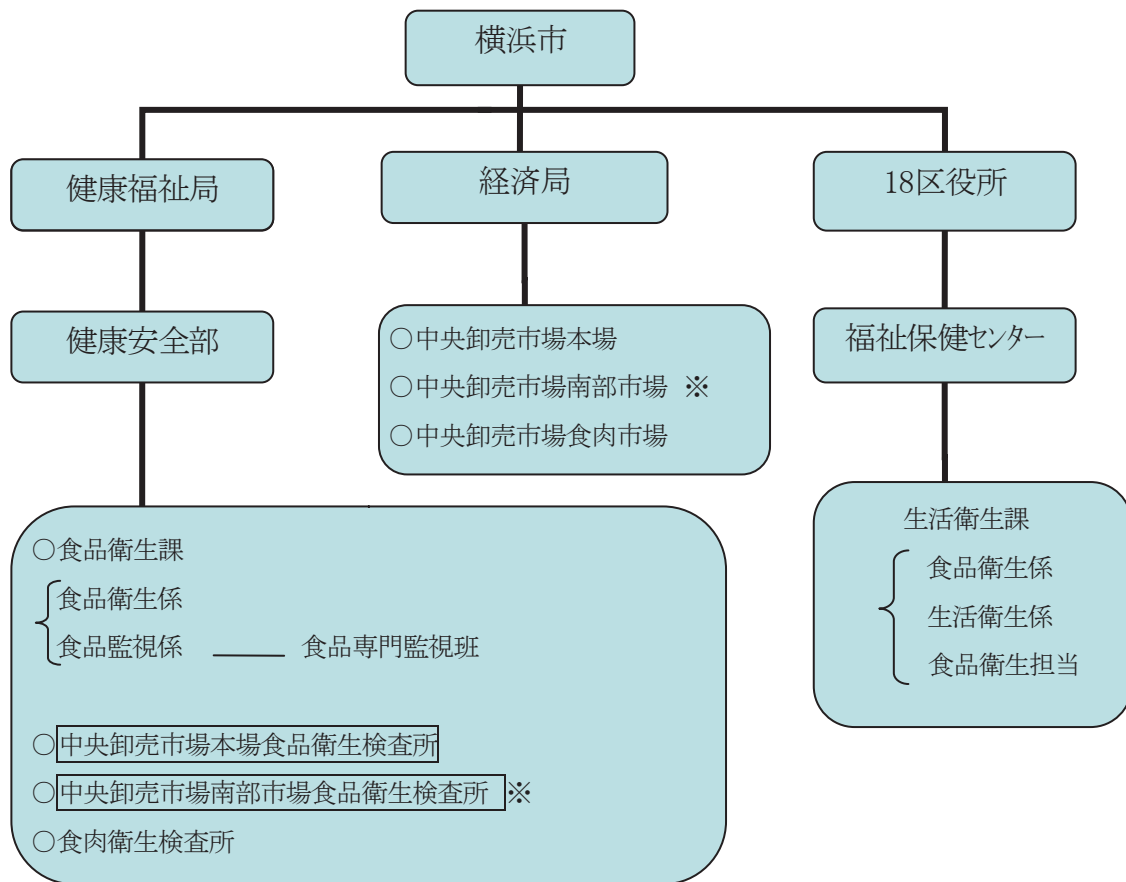 横浜市
健康福祉局
経済局
18区役所
健康安全部
○中央卸売市場本場
○中央卸売市場南部市場 ※
○中央卸売市場食肉市場
福祉保健センター
○食品衛生課
食品衛生係
食品監視係 ―― 食品専門監視班
○中央卸売市場本場食品衛生検査所
○中央卸売市場南部市場食品衛生検査所 ※
○食肉衛生検査所
生活衛生課
食品衛生係
生活衛生係
食品衛生担当